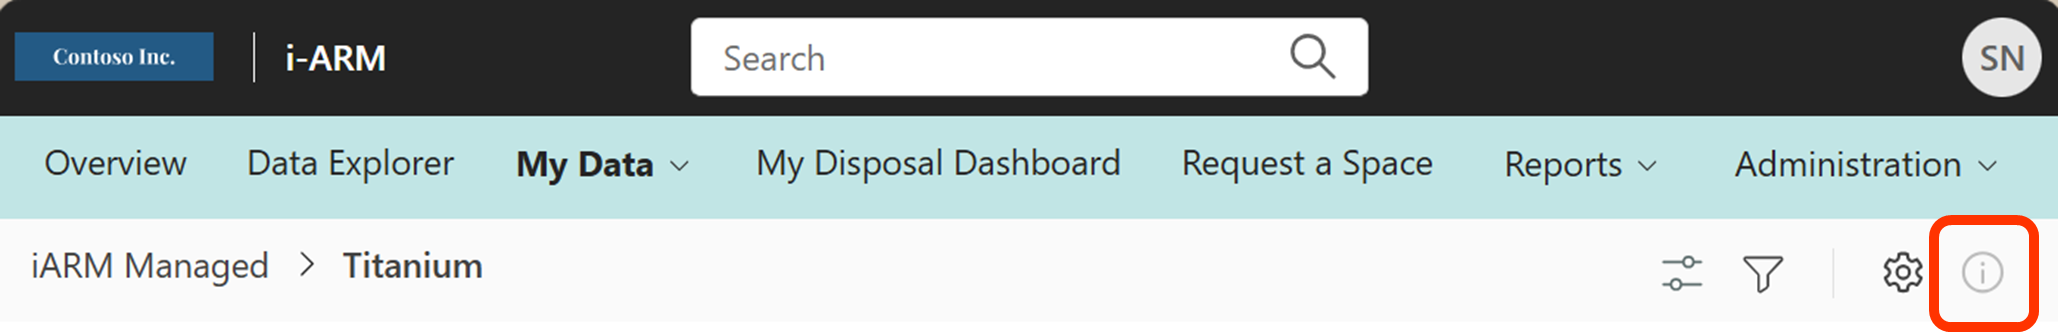 Contoso Inc. i-ARM Search SN
Overview Data Explorer My Data My Disposal Dashboard Request a Space Reports Administration
iARM Managed > Titanium